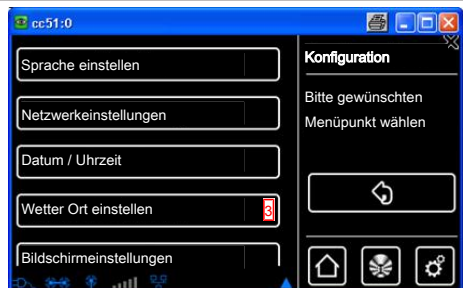 cc51:0
Sprache einstellen
Netzwerkeinstellungen
Datum / Uhrzeit
Wetter Ort einstellen
3
Bildschirmeinstellungen
Konfiguration
Bitte gewünschten
Menüpunkt wählen